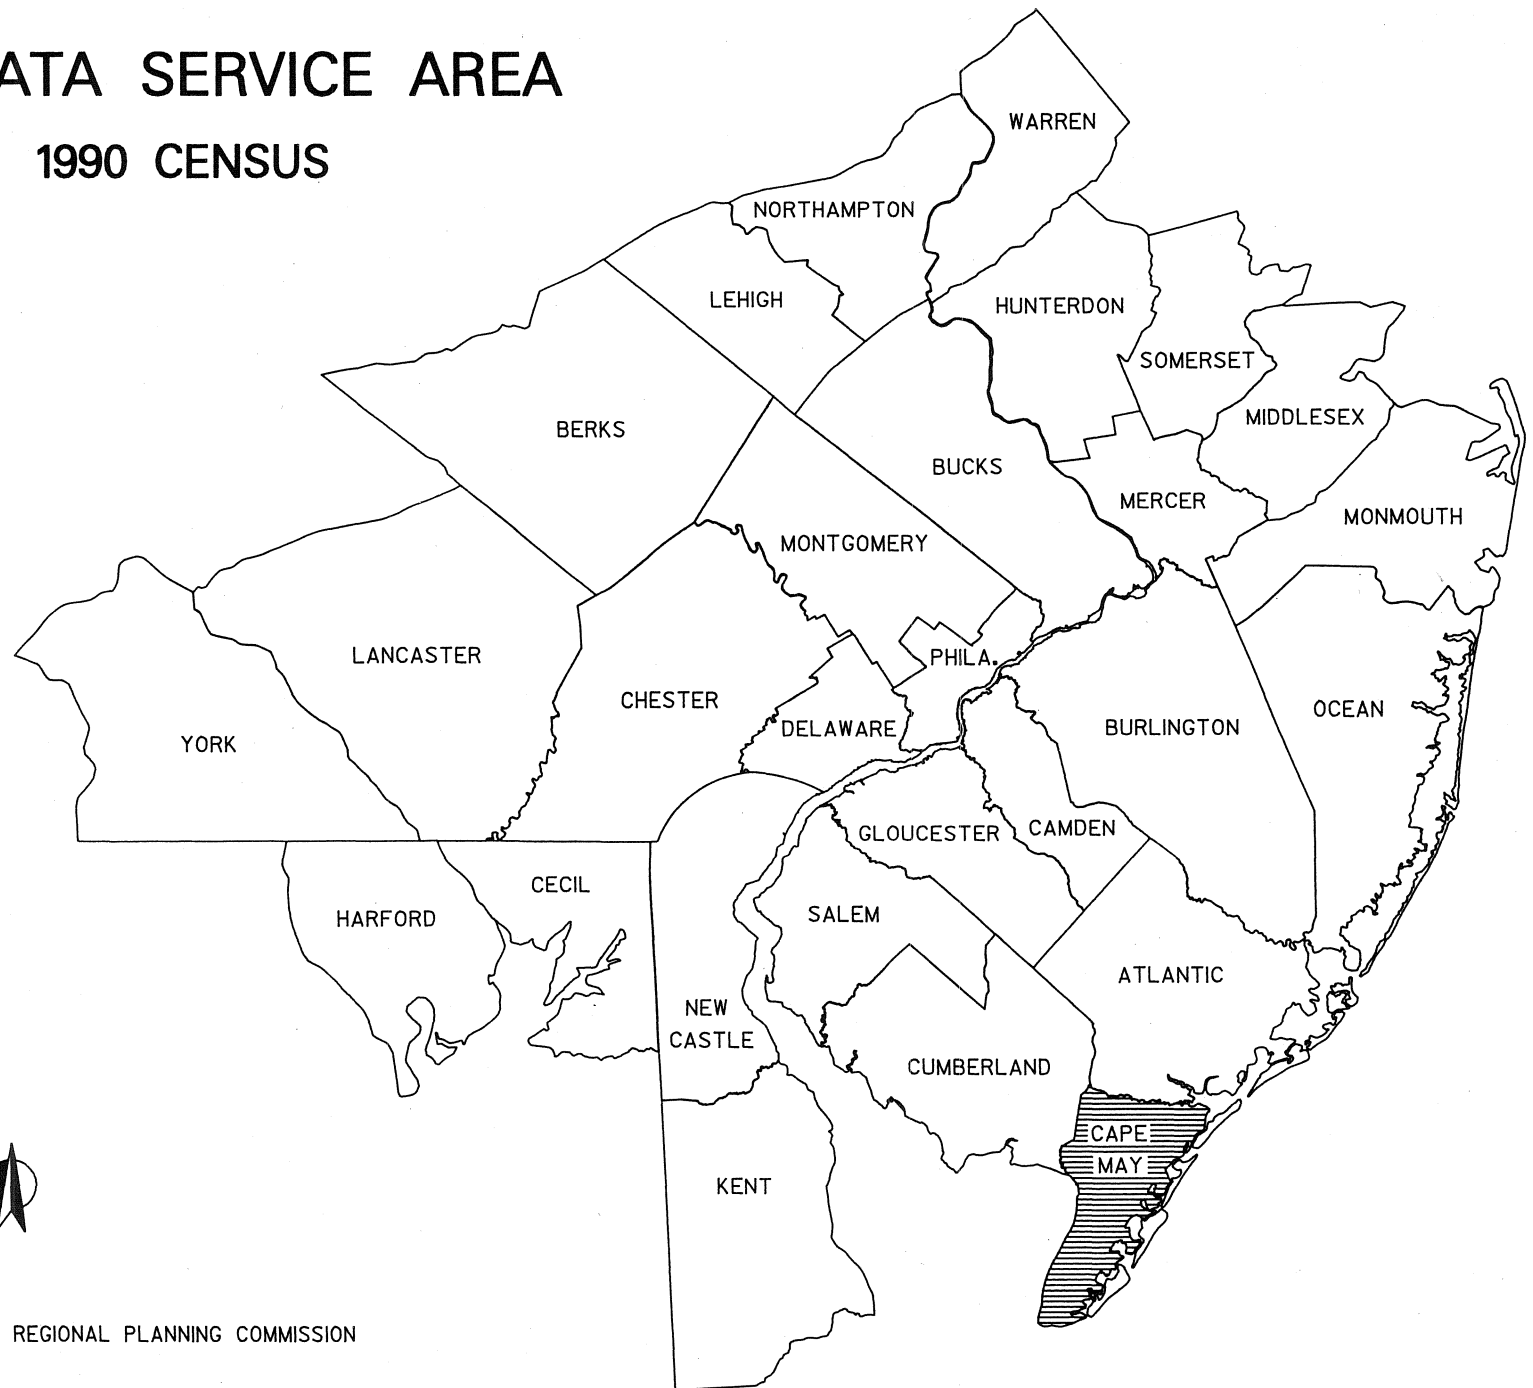 ATA SERVICE AREA
1990 CENSUS
WARREN
NORTHAMPTON
LEHIGH
HUNTERDON
SOMERSET
MIDDLESEX
BERKS
BUCKS
MERCER
MONMOUTH
MONTGOMERY
LANCASTER
PHILA.
CHESTER
DELAWARE
BURLINGTON
OCEAN
YORK
GLOUCESTER
CAMDEN
CECIL
HARFORD
SALEM
ATLANTIC
NEW
CASTLE
CUMBERLAND
CAPE
MAY
KENT
REGIONAL PLANNING COMMISSION